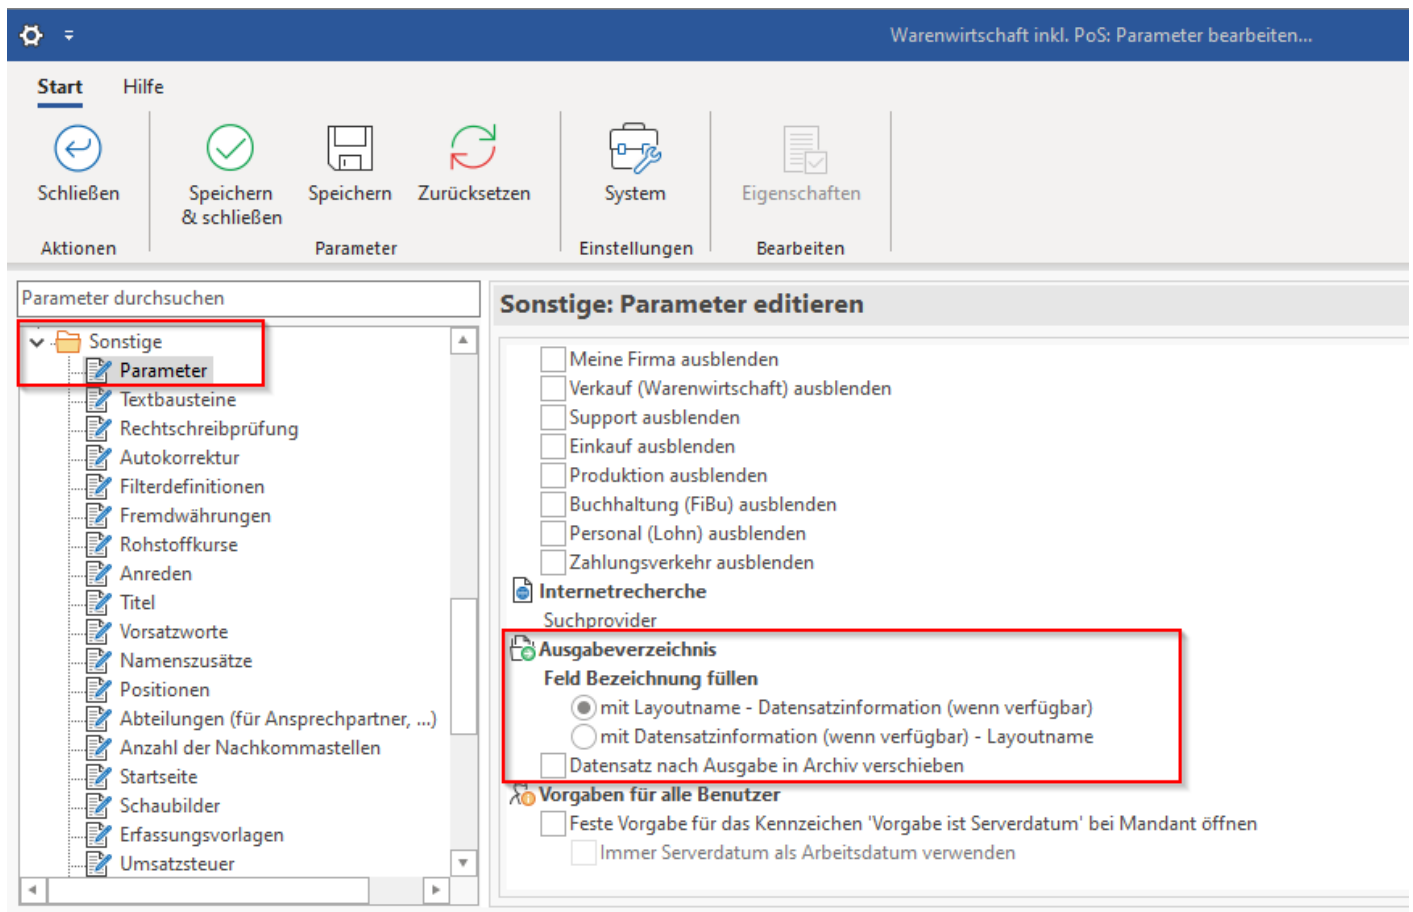 Warenwirtschaft inkl. PoS: Parameter bearbeiten...
Start Hilfe
Schließen
Speichern
& schließen
Speichern
Zurücksetzen
System
Eigenschaften
Aktionen Parameter Einstellungen Bearbeiten
Parameter durchsuchen
Sonstige
Parameter
Textbausteine
Rechtschreibprüfung
Autokorrektur
Filterdefinitionen
Fremdwährungen
Rohstoffkurse
Anreden
Titel
Vorsatzworte
Namenszusätze
Positionen
Abteilungen (für Ansprechpartner, ...)
Anzahl der Nachkommastellen
Startseite
Schaubilder
Erfassungsvorlagen
Umsatzsteuer
Sonstige: Parameter editieren
Meine Firma ausblenden
Verkauf (Warenwirtschaft) ausblenden
Support ausblenden
Einkauf ausblenden
Produktion ausblenden
Buchhaltung (FiBu) ausblenden
Personal (Lohn) ausblenden
Zahlungsverkehr ausblenden
Internetrecherche
Suchprovider
Ausgabeverzeichnis
Feld Bezeichnung füllen
mit Layoutname - Datensatzinformation (wenn verfügbar)
mit Datensatzinformation (wenn verfügbar) - Layoutname
Datensatz nach Ausgabe in Archiv verschieben
Vorgaben für alle Benutzer
Feste Vorgabe für das Kennzeichen 'Vorgabe ist Serverdatum' bei Mandant öffnen
Immer Serverdatum als Arbeitsdatum verwenden